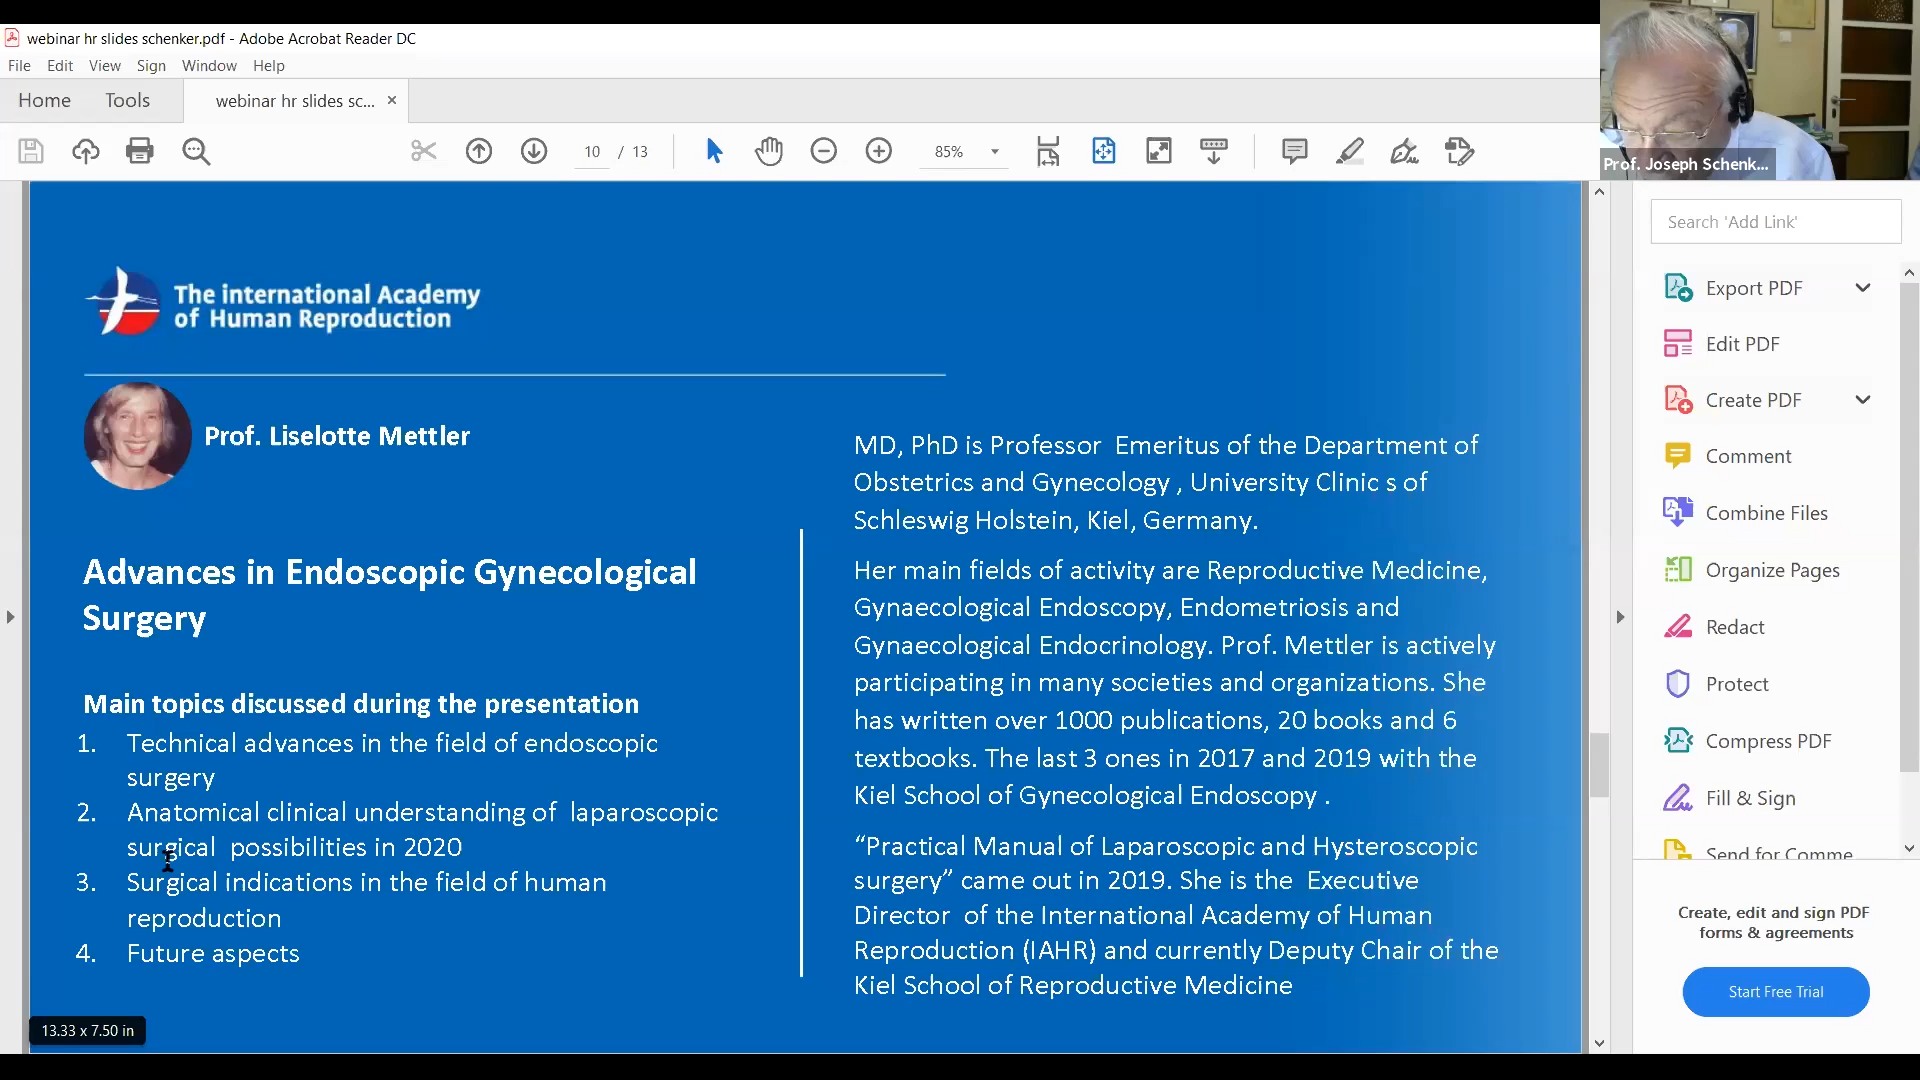 webinar hr slides schenker.pdf - Adobe Acrobat Reader DC
File Edit View Sign Window Help
Home Tools webinar hr slides sc... ×
10 / 13 85%
Prof. Joseph Schenk...
The international Academy
of Human Reproduction
Prof. Liselotte Mettler
Advances in Endoscopic Gynecological
Surgery
Main topics discussed during the presentation
1. Technical advances in the field of endoscopic
surgery
2. Anatomical clinical understanding of laparoscopic
surgical possibilities in 2020
3. Surgical indications in the field of human
reproduction
4. Future aspects
MD, PhD is Professor Emeritus of the Department of
Obstetrics and Gynecology , University Clinic s of
Schleswig Holstein, Kiel, Germany.
Her main fields of activity are Reproductive Medicine,
Gynaecological Endoscopy, Endometriosis and
Gynaecological Endocrinology. Prof. Mettler is actively
participating in many societies and organizations. She
has written over 1000 publications, 20 books and 6
textbooks. The last 3 ones in 2017 and 2019 with the
Kiel School of Gynecological Endoscopy .
“Practical Manual of Laparoscopic and Hysteroscopic
surgery” came out in 2019. She is the Executive
Director of the International Academy of Human
Reproduction (IAHR) and currently Deputy Chair of the
Kiel School of Reproductive Medicine
13.33 x 7.50 in
Search 'Add Link'
Export PDF
Edit PDF
Create PDF
Comment
Combine Files
Organize Pages
Redact
Protect
Compress PDF
Fill & Sign
Send for Comme
Create, edit and sign PDF
forms & agreements
Start Free Trial